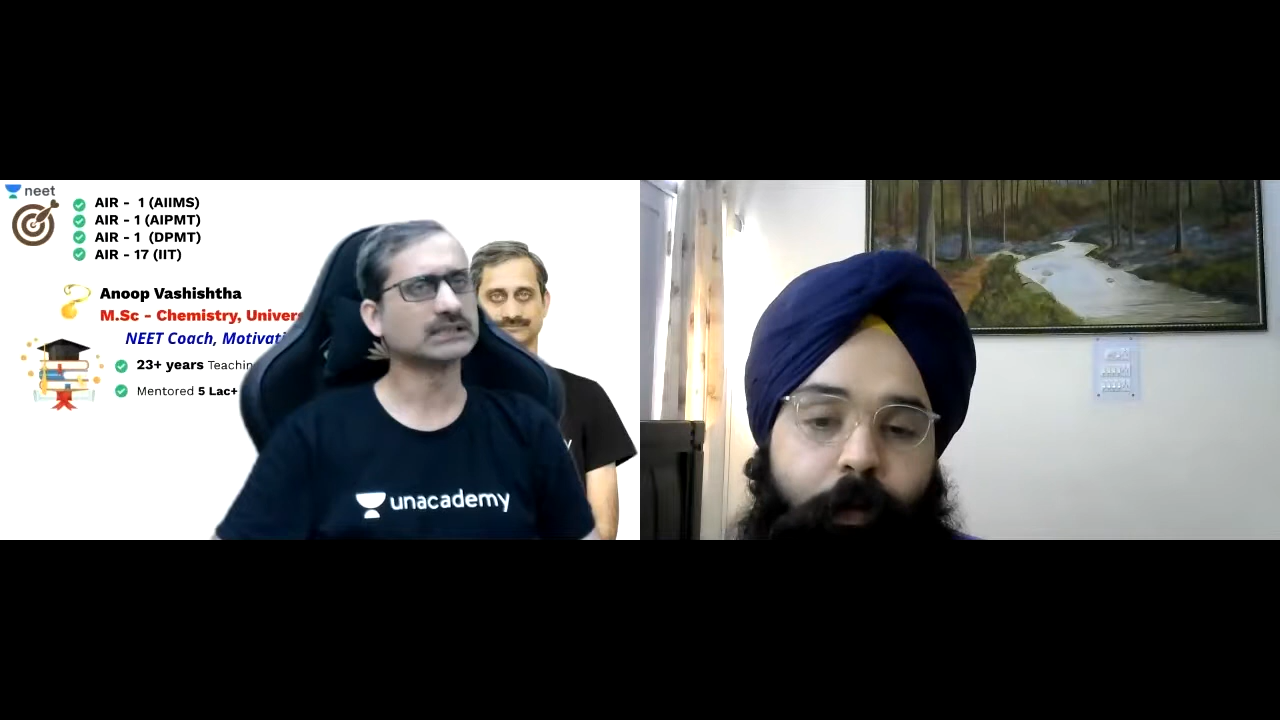 neet
AIR - 1 (AIIMS)
AIR - 1 (AIPMT)
AIR - 1 (DPMT)
AIR - 17 (IIT)
Anoop Vashishtha
M.Sc - Chemistry,
NEET Coach,
23+ years
Mentored 5 Lac+
unacademy